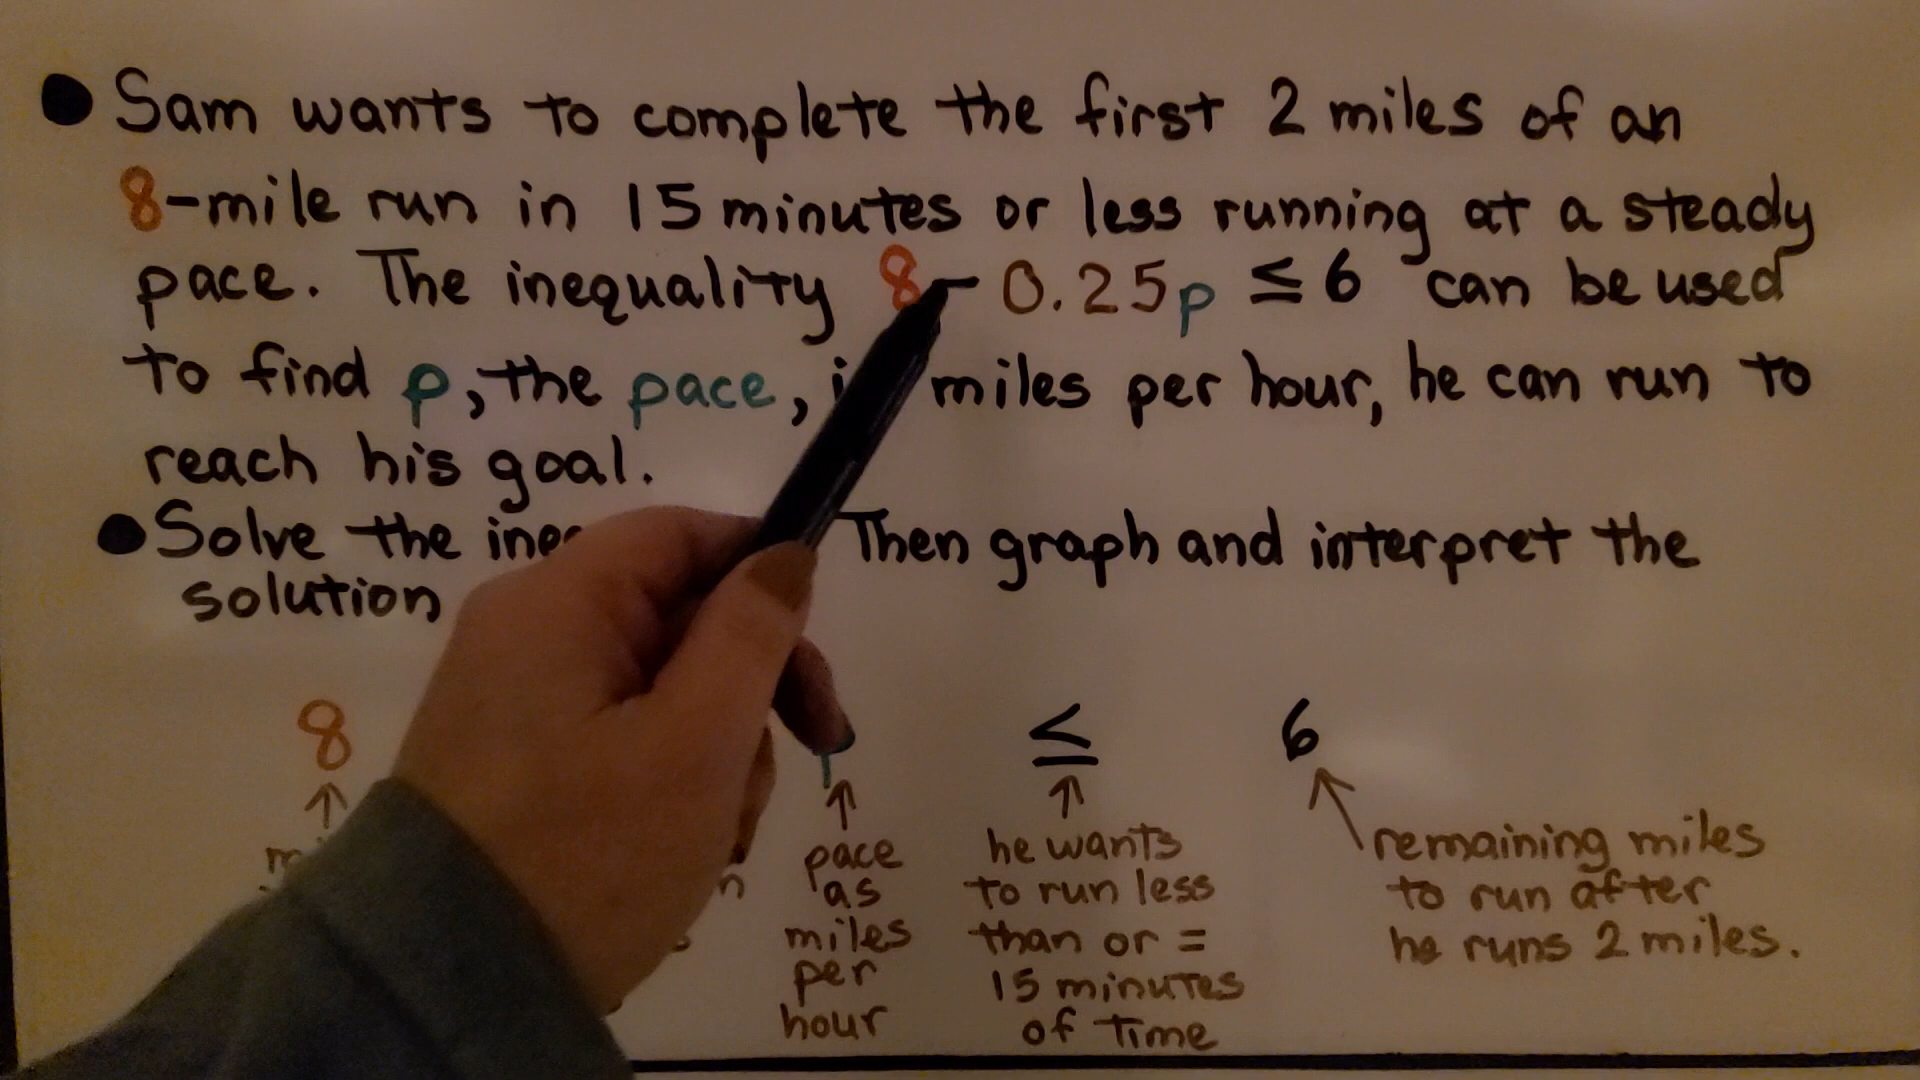 Sam wants to complete the first 2 miles of an
8-mile run in 15 minutes or less running at a steady
pace. The inequality 8 - 0.25p ≤ 6 can be used
to find p, the pace, miles per hour, he can run to
reach his goal.
Solve the Then graph and interpret the
solution
8 ≤ 6
pace he wants remaining miles
as to run less to run after
miles than or = he runs 2 miles.
per 15 minutes
hour of time